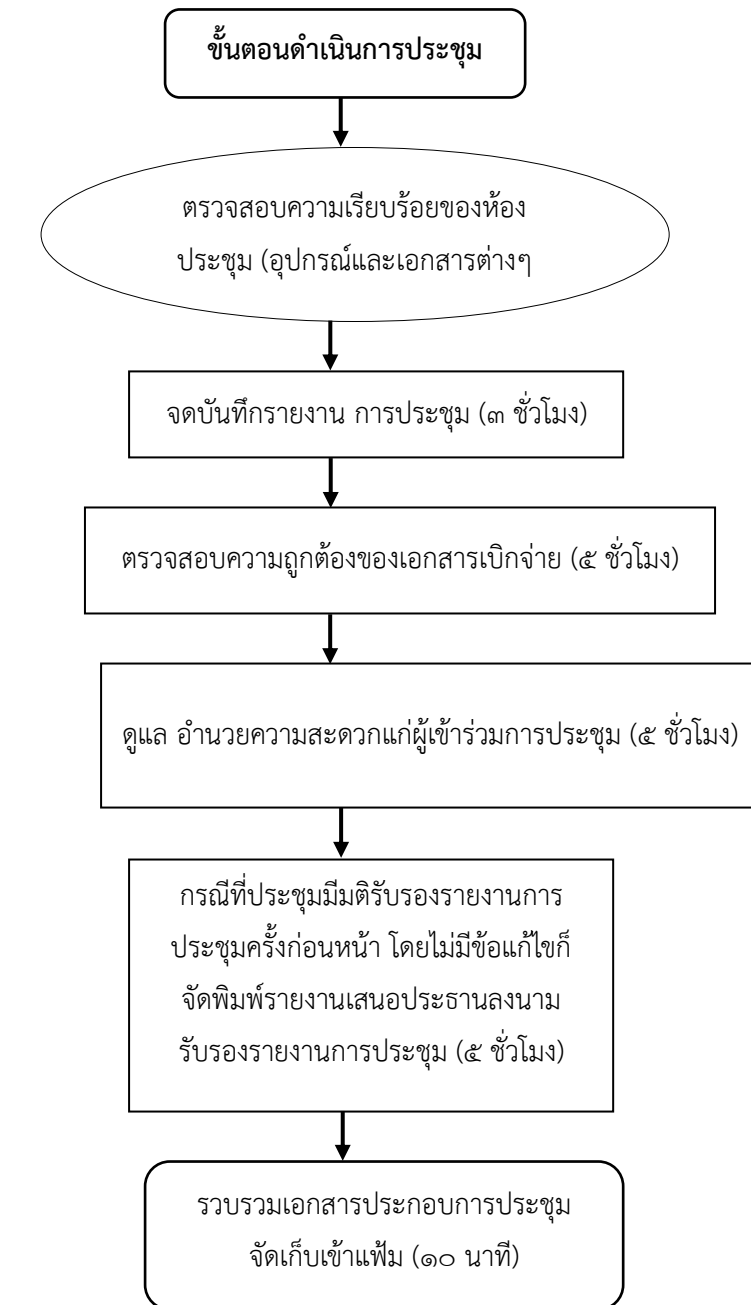 ขั้นตอนดำเนินการประชุม
ตรวจสอบความเรียบร้อยของห้อง
ประชุม (อุปกรณ์และเอกสารต่างๆ
จดบันทึกรายงาน การประชุม (๓ ชั่วโมง)
ตรวจสอบความถูกต้องของเอกสารเบิกจ่าย (๕ ชั่วโมง)
ดูแล อำนวยความสะดวกแก่ผู้เข้าร่วมการประชุม (๕ ชั่วโมง)
กรณีที่ประชุมมีมติรับรองรายงานการ
ประชุมครั้งก่อนหน้า โดยไม่มีข้อแก้ไขก็
จัดพิมพ์รายงานเสนอประธานลงนาม
รับรองรายงานการประชุม (๕ ชั่วโมง)
รวบรวมเอกสารประกอบการประชุม
จัดเก็บเข้าแฟ้ม (๑๐ นาที)